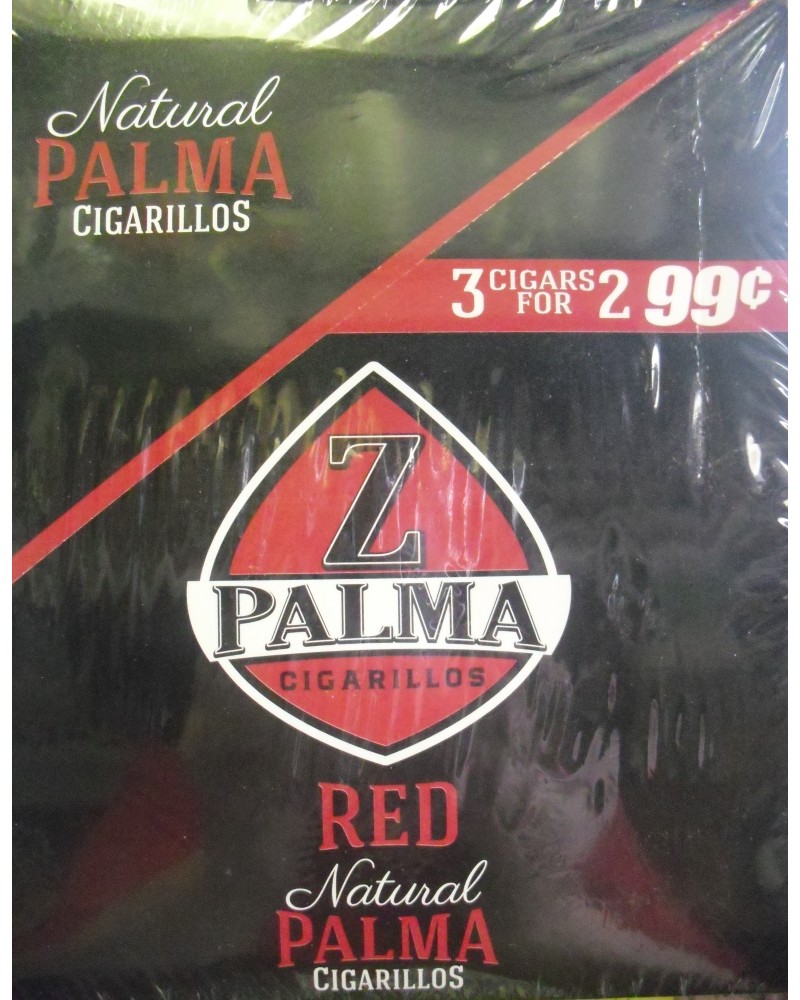 Natural
PALMA
CIGARILLOS
3 CIGARS FOR 2 99¢
Z
PALMA
CIGARILLOS
RED
Natural
PALMA
CIGARILLOS